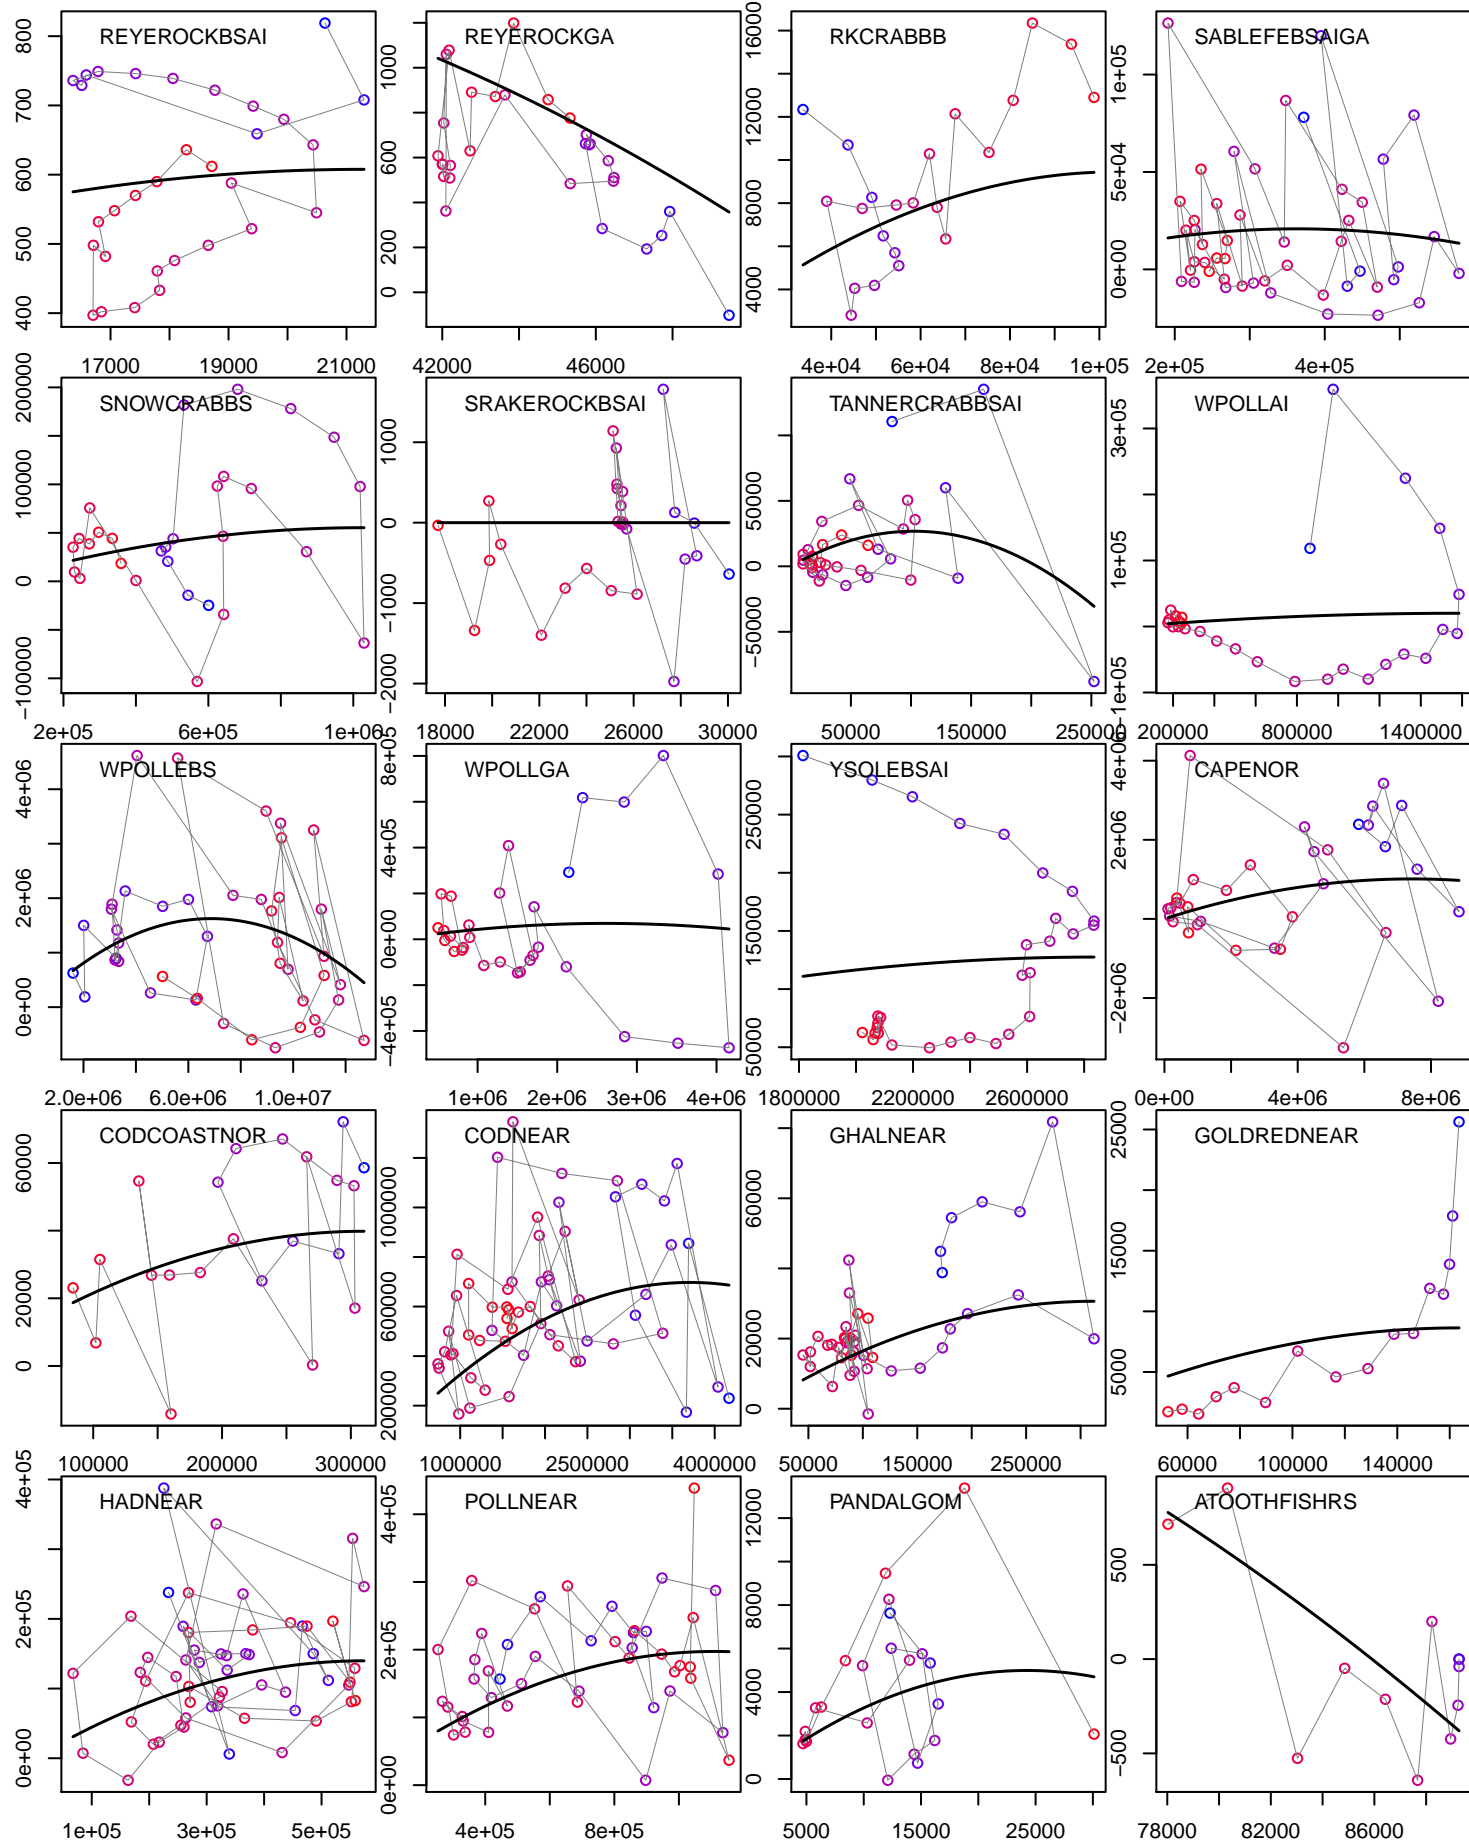 REYEROCKBSAI
400 500 600 700 800
17000 19000 21000
REYEROCKGA
0 200 600 1000
42000 46000
RKCRABBB
4000 8000 12000 16000
4e+04 6e+04 8e+04 1e+05
SABLEFEBSAIGA
0e+00 5e+04 1e+05
2e+05 4e+05
SNOWCRABBS
−100000 0 100000 200000
2e+05 6e+05 1e+06
SRAKEROCKBSAI
−2000 −1000 0 1000
18000 22000 26000 30000
TANNERCRABBSAI
−50000 0 50000
50000 150000 250000
WPOLLAI
−1e+05 1e+05 3e+05
200000 800000 1400000
WPOLLEBS
0e+00 2e+06 4e+06
2.0e+06 6.0e+06 1.0e+07
WPOLLGA
−4e+05 0e+00 4e+05 8e+05
1e+06 2e+06 3e+06 4e+06
YSOLEBSAI
50000 150000 250000
1800000 2200000 2600000
CAPENOR
−2e+06 2e+06 4e+06
0e+00 4e+06 8e+06
CODCOASTNOR
0 20000 60000
100000 200000 300000
CODNEAR
200000 600000 1000000
1000000 2500000 4000000
GHALNEAR
0 20000 60000
50000 150000 250000
GOLDREDNEAR
5000 15000 25000
60000 100000 140000
HADNEAR
0e+00 2e+05 4e+05
1e+05 3e+05 5e+05
POLLNEAR
0e+00 2e+05 4e+05
4e+05 8e+05
PANDALGOM
0 4000 8000 12000
5000 15000 25000
ATOOTHFISHRS
−500 0 500
78000 82000 86000